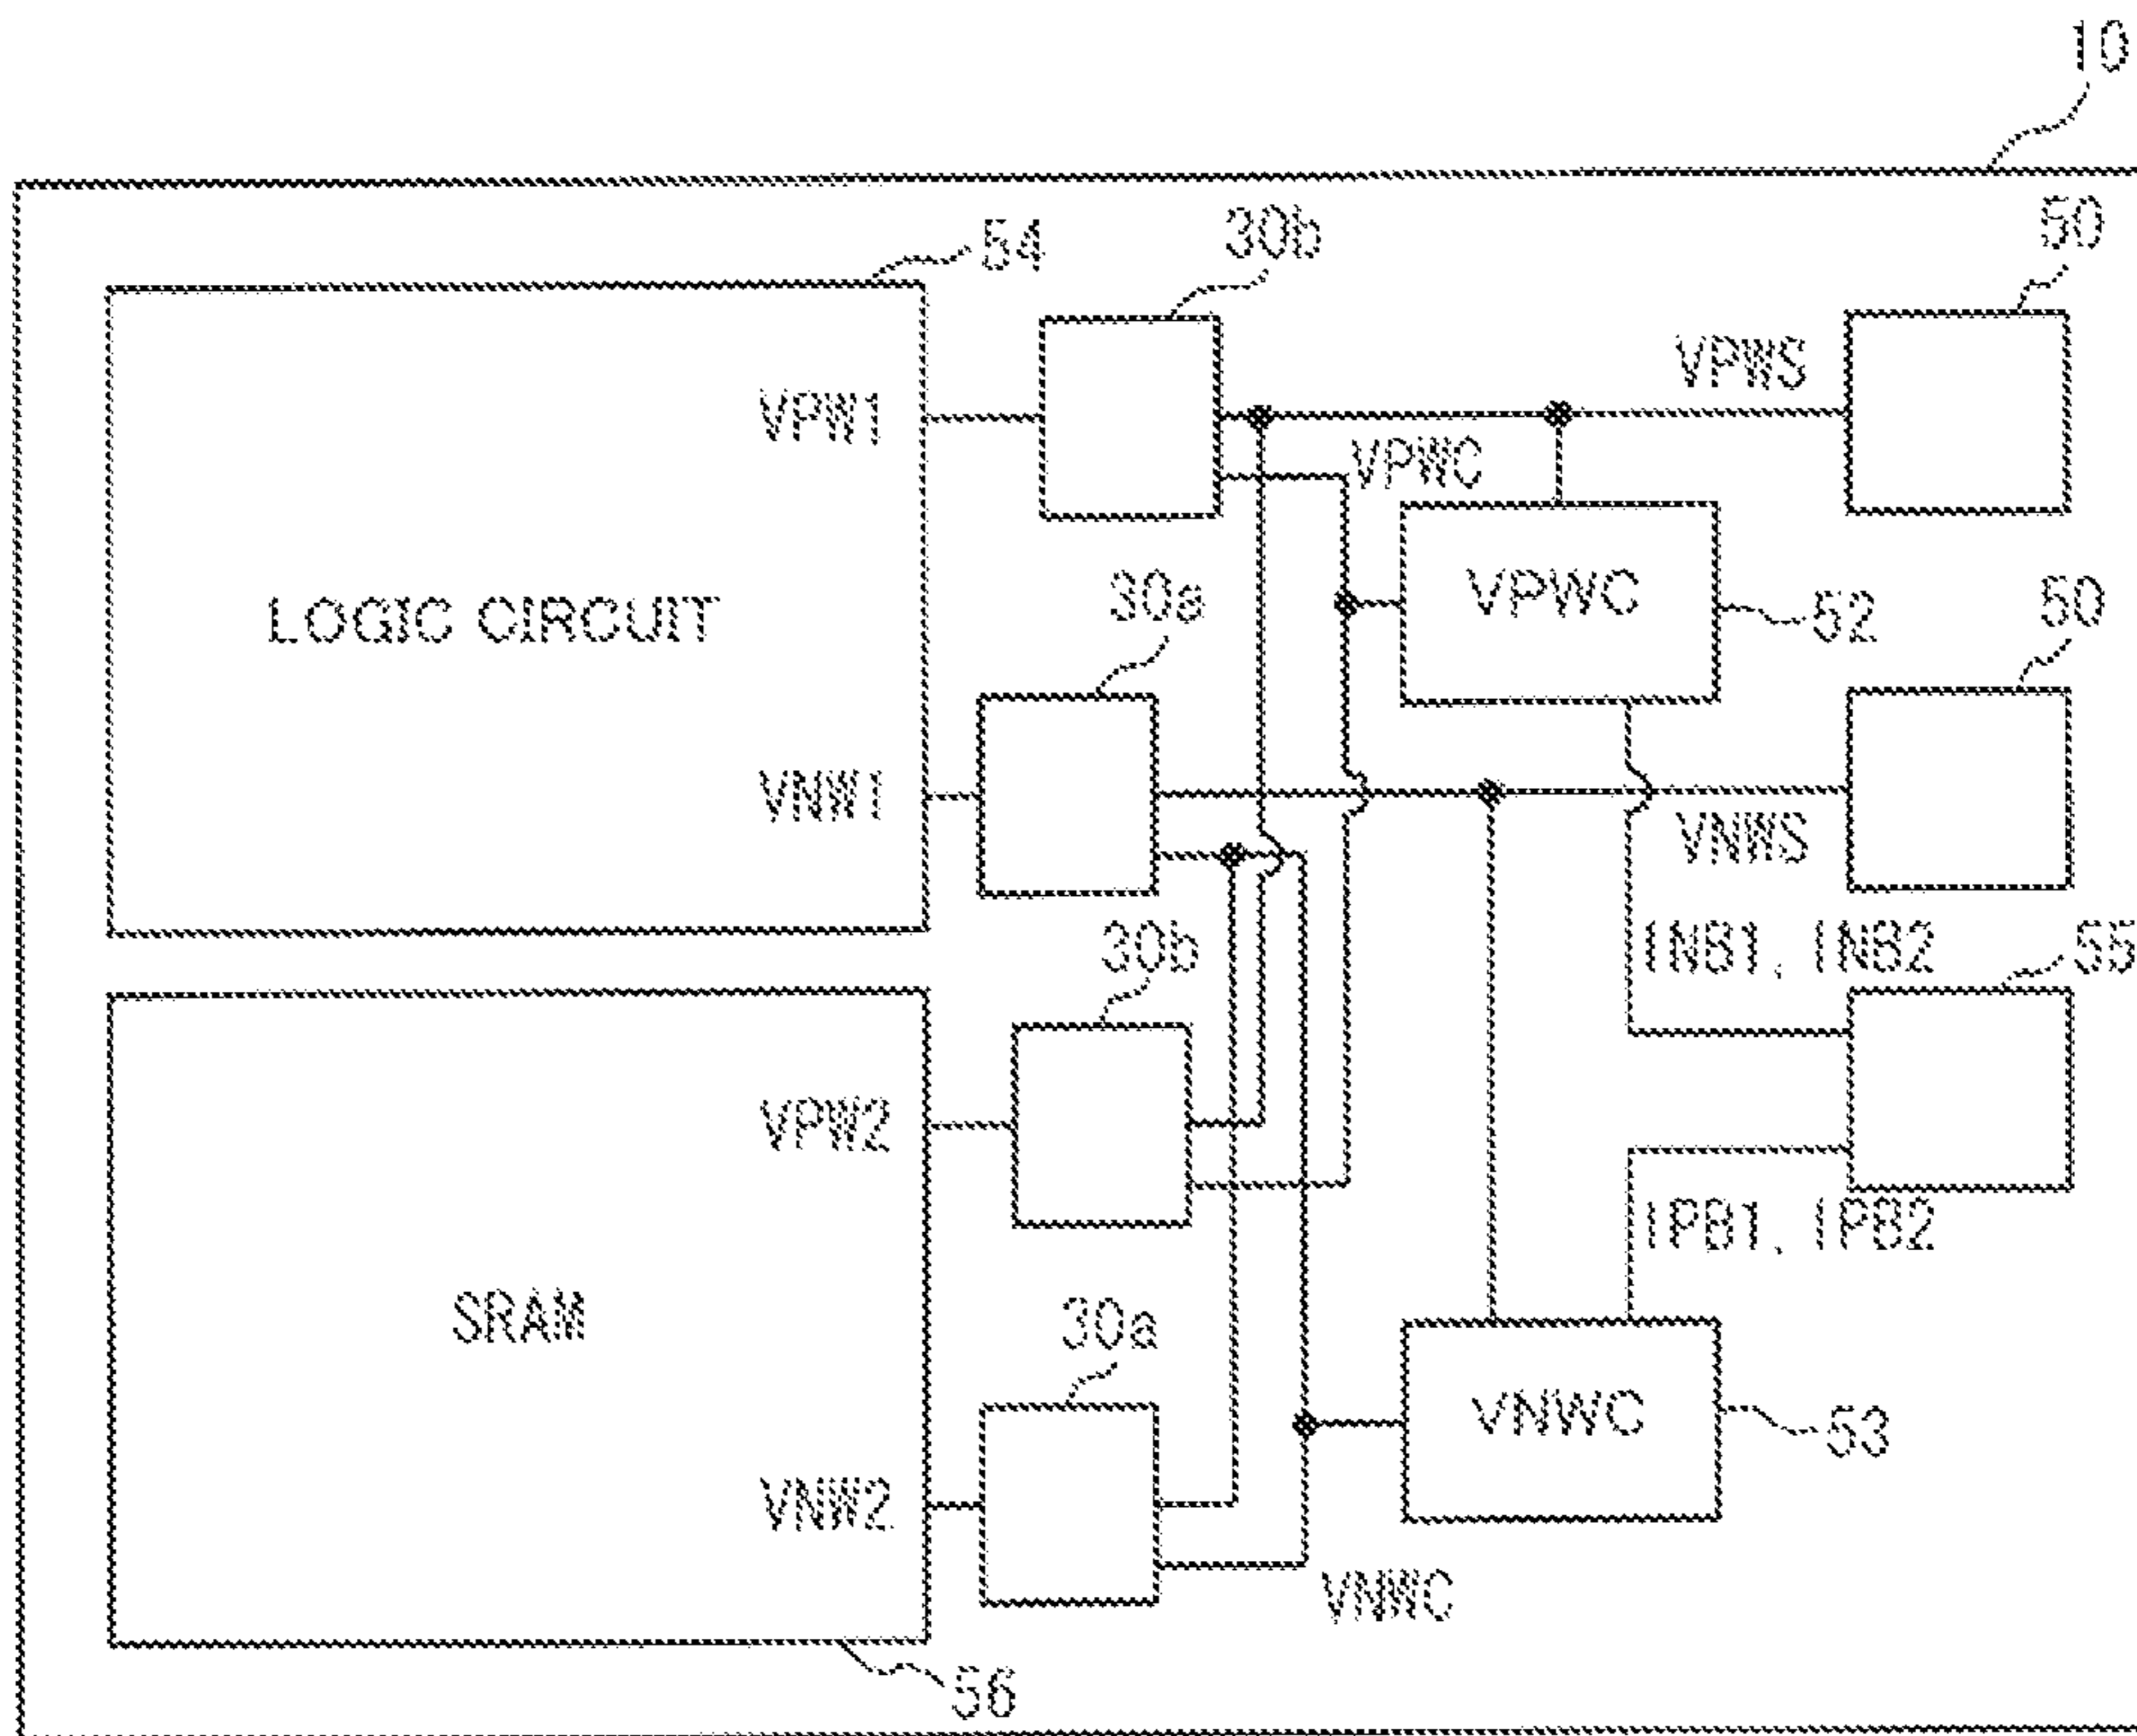 10
54
30b
50
VPWS
VPW1
VPWC
LOGIC CIRCUIT
30a
VPWC
52
50
VNW1
VNWS
30b
INB1, INB2
55
VPW2
IPB1, IPB2
SRAM
30a
VNWC
53
VNW2
VNWC
56